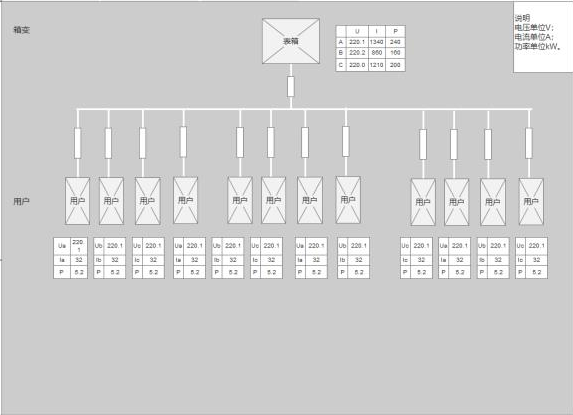 箱变
表箱
U I P
A 220.1 1340 240
B 220.2 860 160
C 220.0 1210 200
说明
电压单位V;
电流单位A;
功率单位kW。
用户
用户 用户 用户 用户 用户 用户 用户 用户 用户 用户 用户 用户
Ua 220.1 Ub 220.1 Uc 220.1 Ua 220.1 Ub 220.1 Uc 220.1 Ua 220.1 Ub 220.1 Uc 220.1 Ua 220.1 Ub 220.1 Uc 220.1
Ia 32 Ib 32 Ic 32 Ia 32 Ib 32 Ic 32 Ia 32 Ib 32 Ic 32 Ia 32 Ib 32 Ic 32
P 5.2 P 5.2 P 5.2 P 5.2 P 5.2 P 5.2 P 5.2 P 5.2 P 5.2 P 5.2 P 5.2 P 5.2